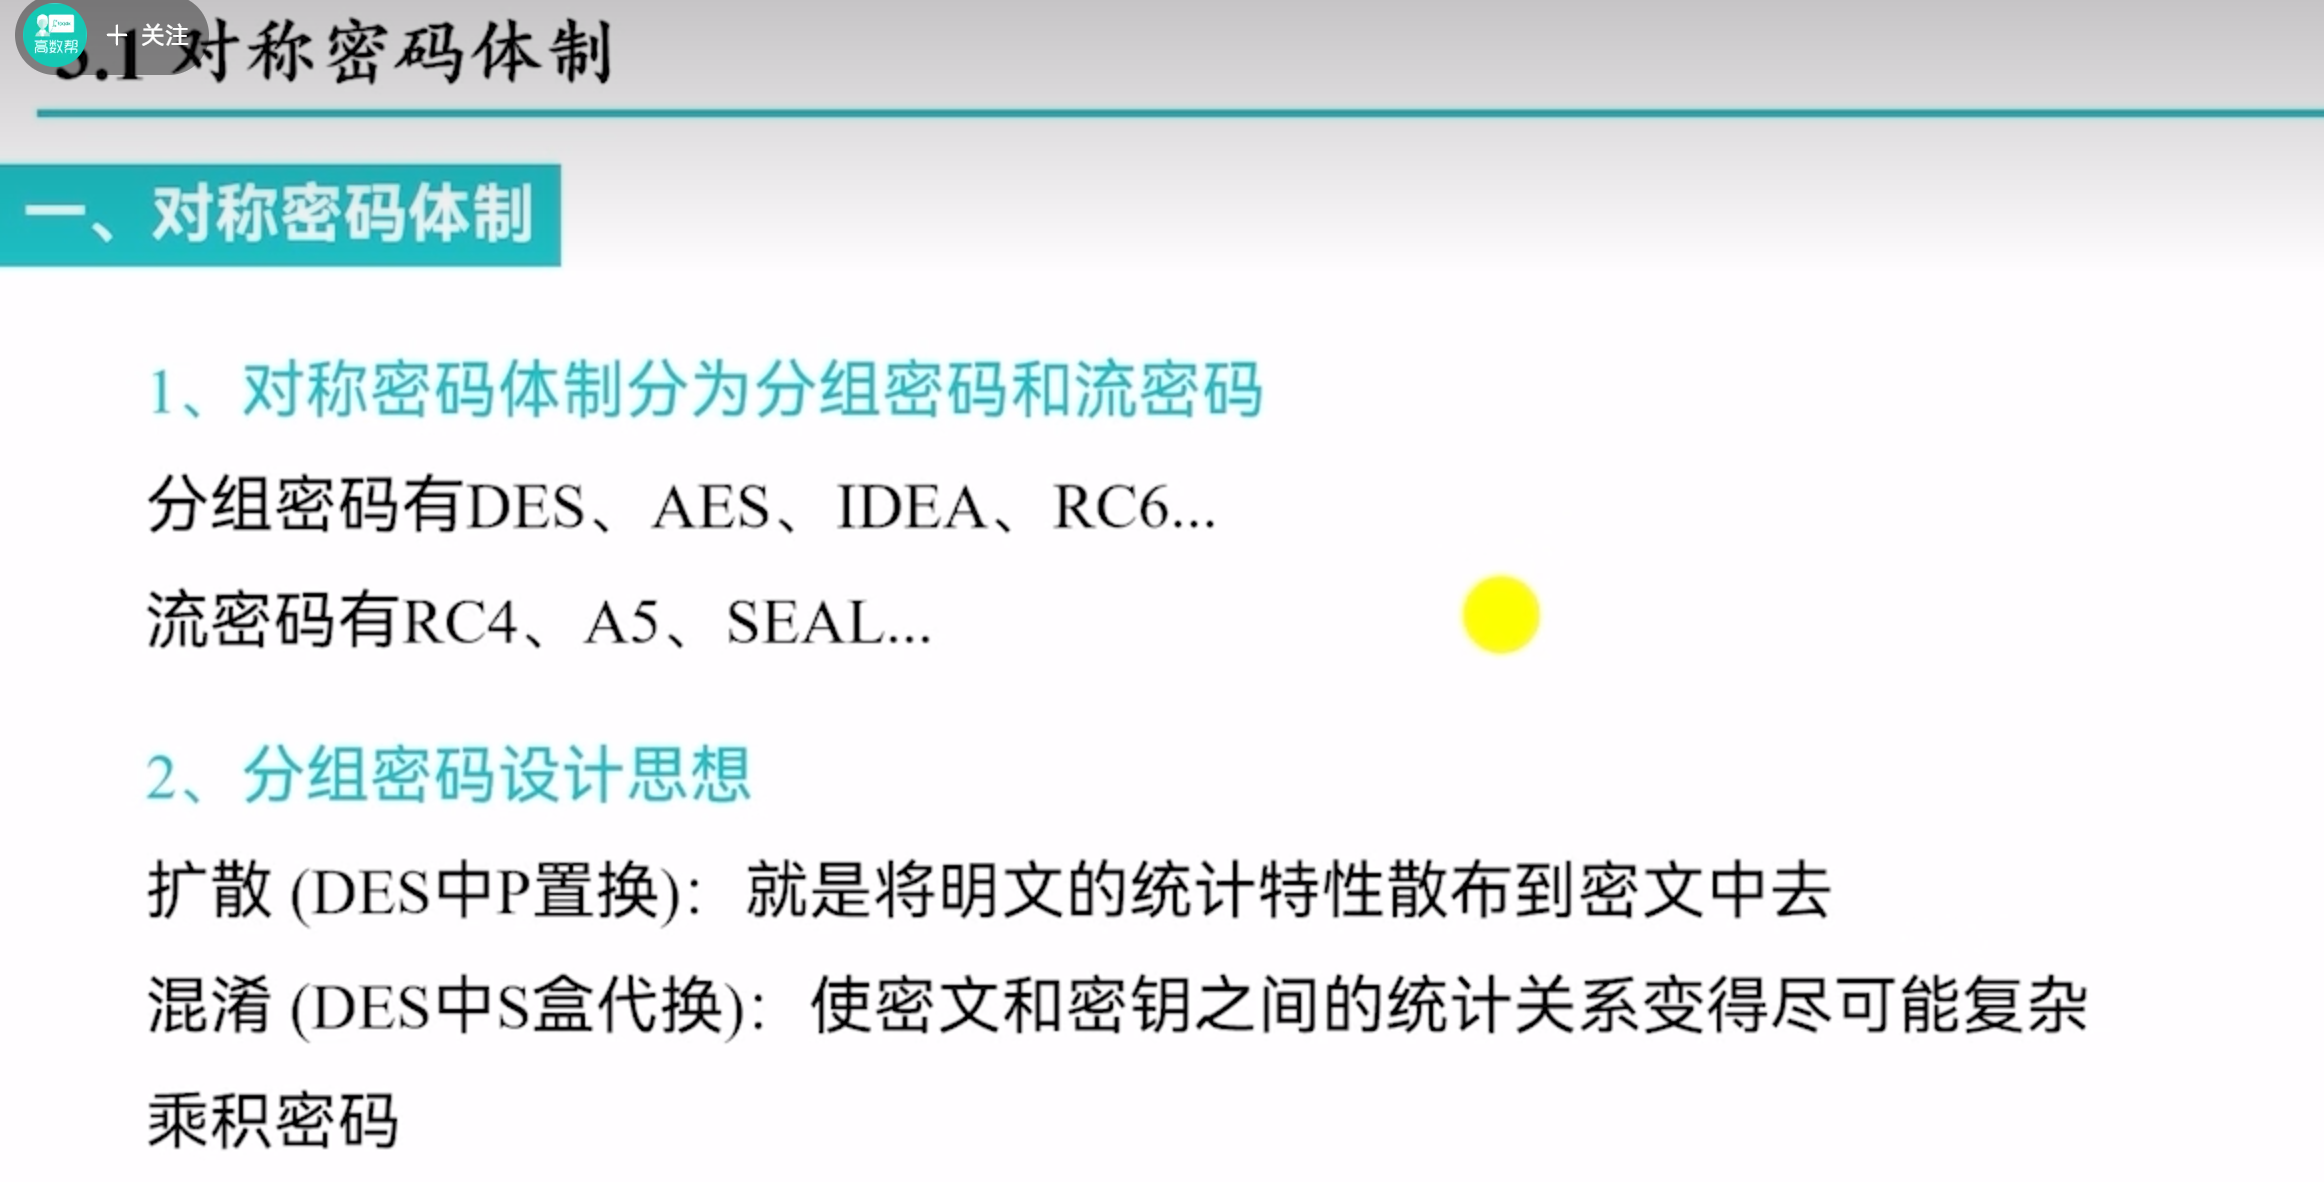 高数帮
+ 关注
3.1 对称密码体制
一、对称密码体制
1、对称密码体制分为分组密码和流密码
分组密码有DES、AES、IDEA、RC6...
流密码有RC4、A5、SEAL...
2、分组密码设计思想
扩散 (DES中P置换)：就是将明文的统计特性散布到密文中去
混淆 (DES中S盒代换)：使密文和密钥之间的统计关系变得尽可能复杂
乘积密码